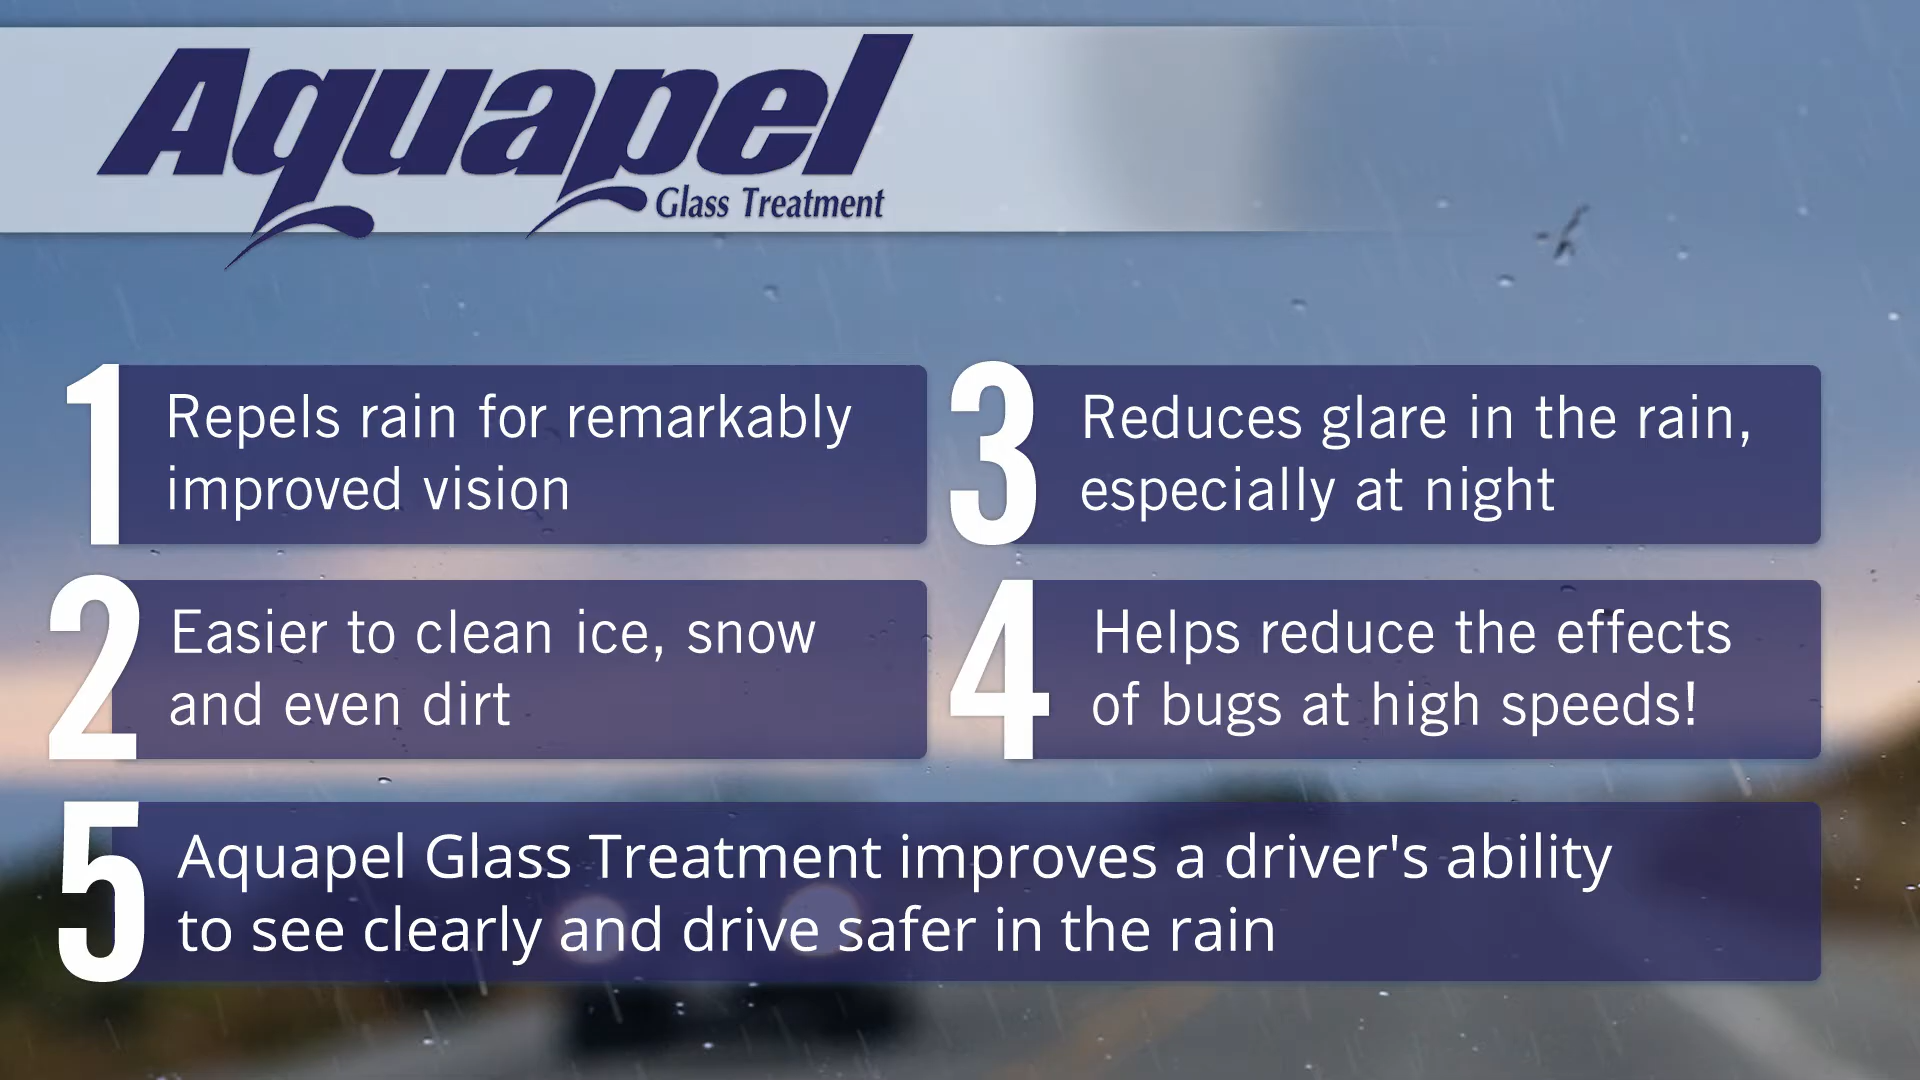 Aquapel
Glass Treatment
1
Repels rain for remarkably
improved vision
2
Easier to clean ice, snow
and even dirt
3
Reduces glare in the rain,
especially at night
4
Helps reduce the effects
of bugs at high speeds!
5
Aquapel Glass Treatment improves a driver's ability
to see clearly and drive safer in the rain